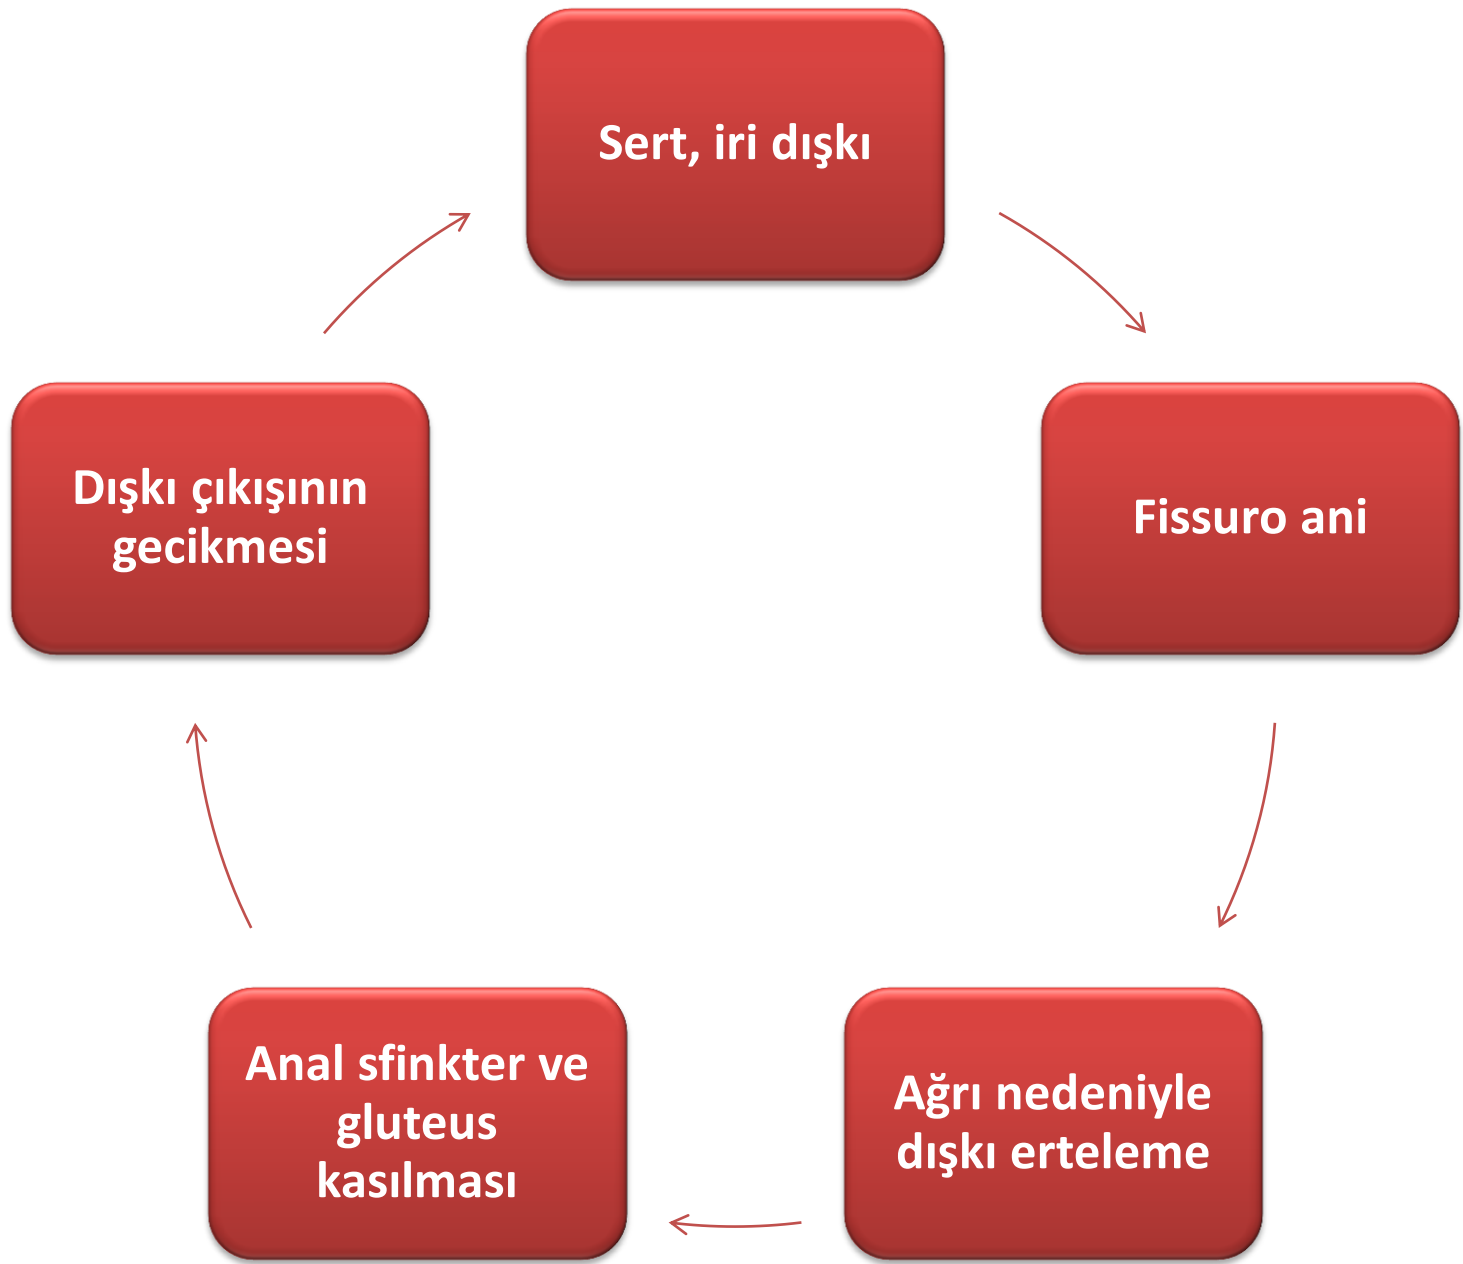 Sert, iri dışkı
Fissuro ani
Ağrı nedeniyle
dışkı erteleme
Anal sfinkter ve
gluteus
kasılması
Dışkı çıkışının
gecikmesi